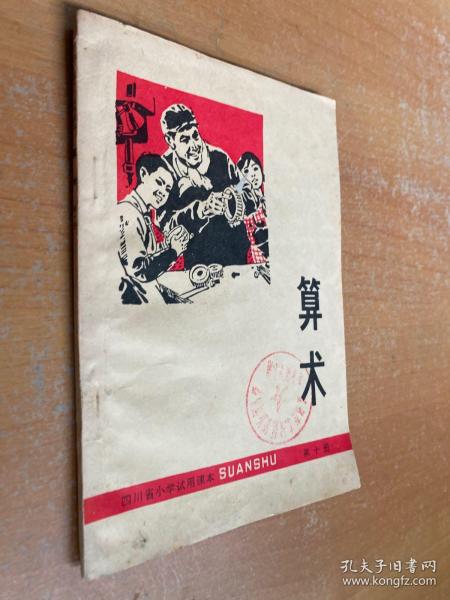 算
术
四川省小学试用课本 SUANSHU 第十册
孔夫子旧书网
www.kongfz.com